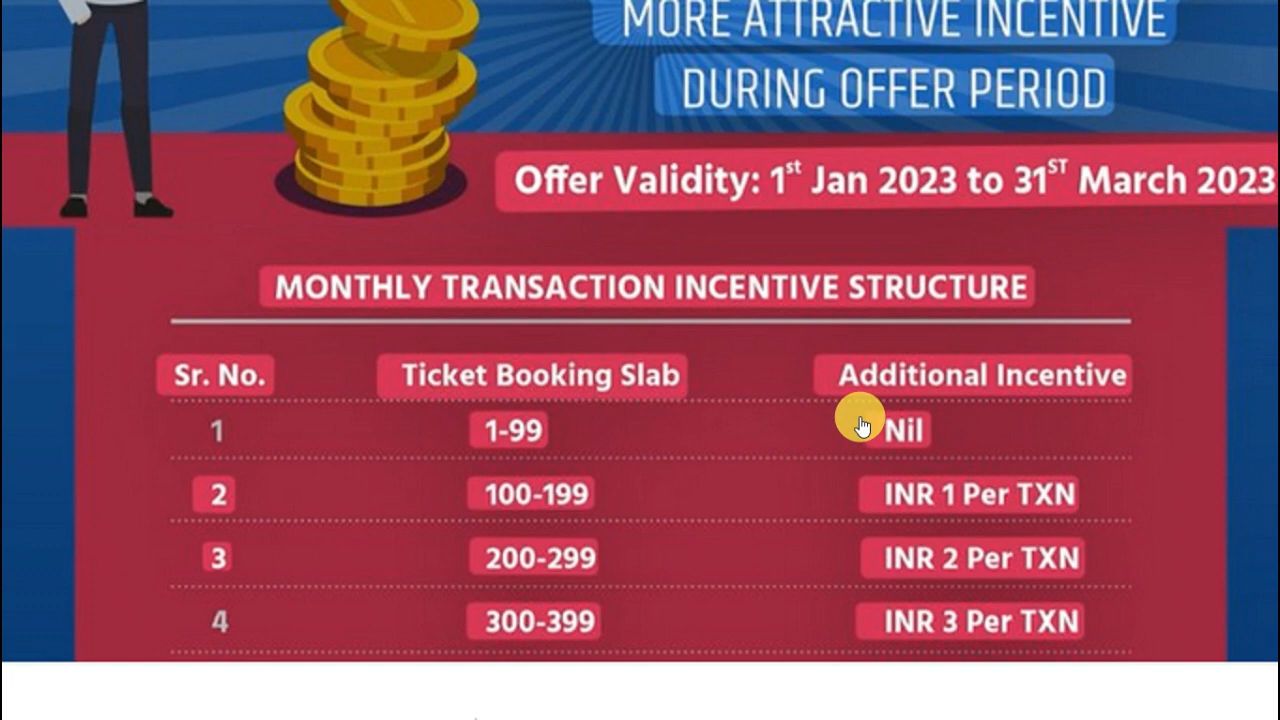 MORE ATTRACTIVE INCENTIVE
DURING OFFER PERIOD
Offer Validity: 1st Jan 2023 to 31ST March 2023
MONTHLY TRANSACTION INCENTIVE STRUCTURE
Sr. No. Ticket Booking Slab Additional Incentive
1 1-99 Nil
2 100-199 INR 1 Per TXN
3 200-299 INR 2 Per TXN
4 300-399 INR 3 Per TXN